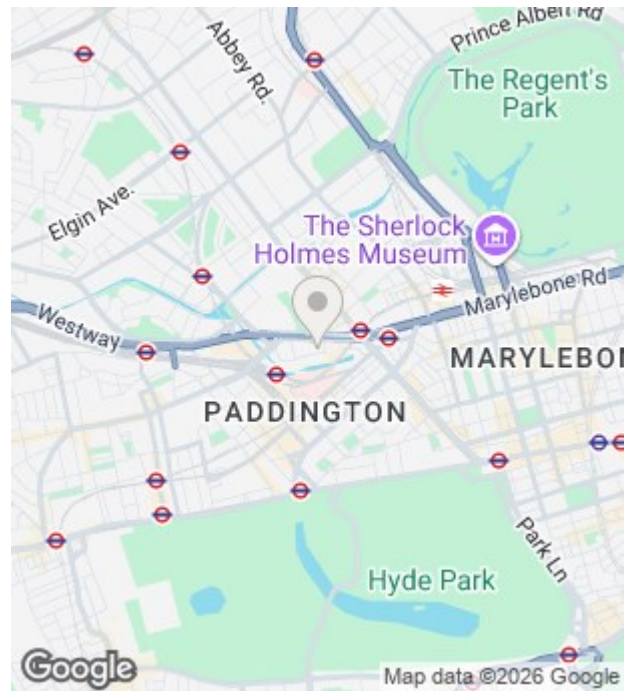 Prince Albert Rd
Abbey Rd.
The Regent's
Park
Elgin Ave.
The Sherlock
Holmes Museum
Marylebone Rd
Westway
MARYLEBON
PADDINGTON
Park Ln
Hyde Park
Google
Map data ©2026 Google